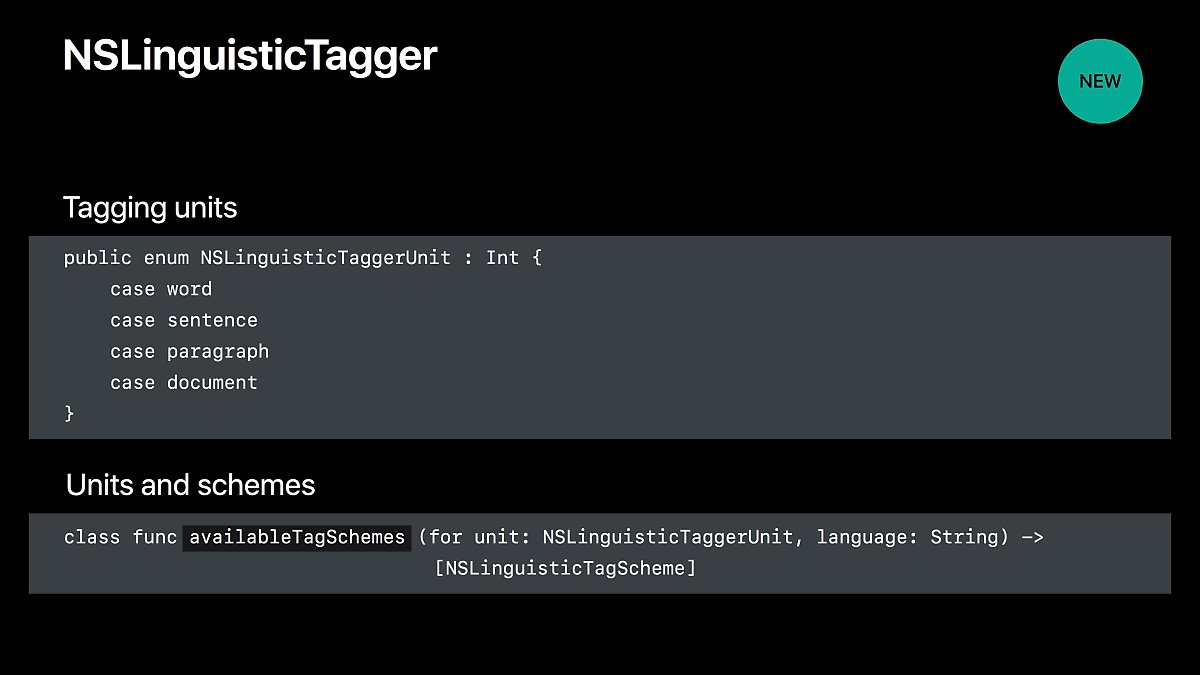 NSLinguisticTagger
NEW
Tagging units
public enum NSLinguisticTaggerUnit : Int {
    case word
    case sentence
    case paragraph
    case document
}
Units and schemes
class func availableTagSchemes (for unit: NSLinguisticTaggerUnit, language: String) —>
[NSLinguisticTagScheme]